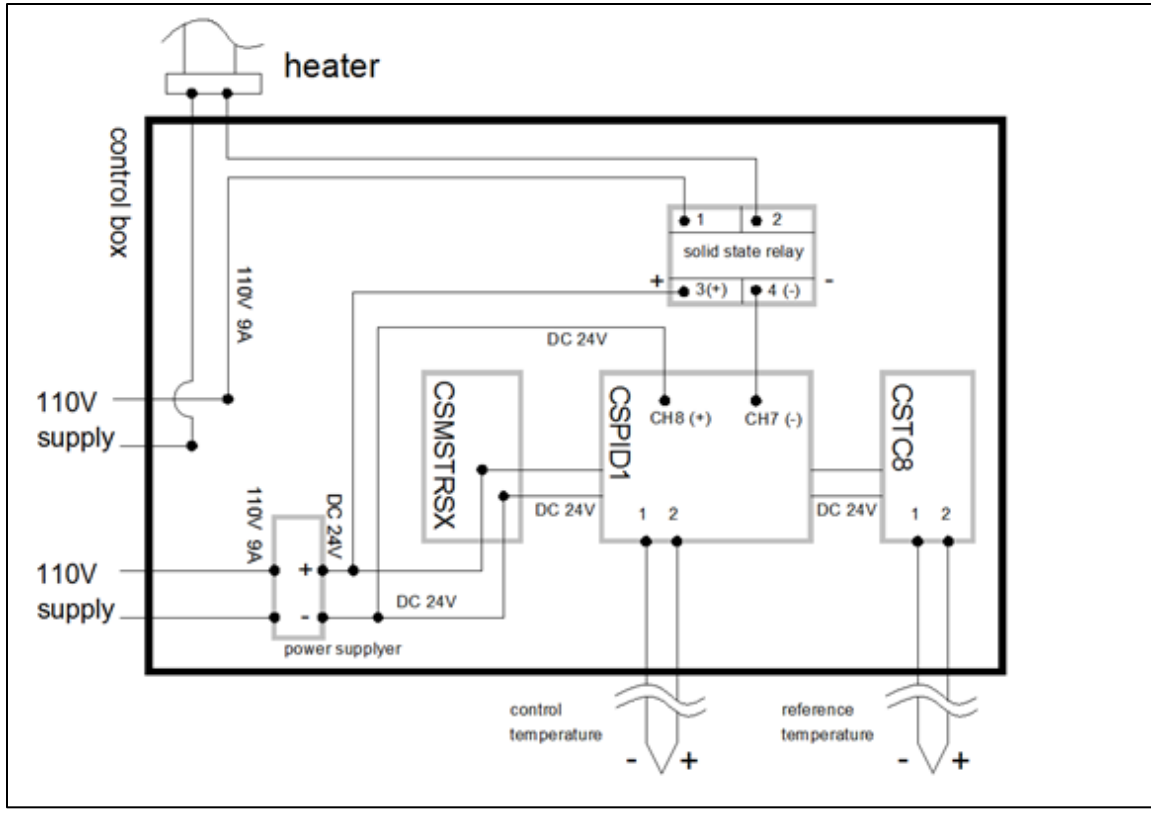 heater
control box
1 2
solid state relay
+ 3(+) 4 (-) -
110V 9A
DC 24V
110V
supply
CSMSTRSX
CSPID1
CH8 (+) CH7 (-)
CSTC8
DC 24V
DC 24V
1 2
1 2
110V 9A
DC 24V
110V
supply
+
-
DC 24V
power supplyer
control
temperature
- +
reference
temperature
- +